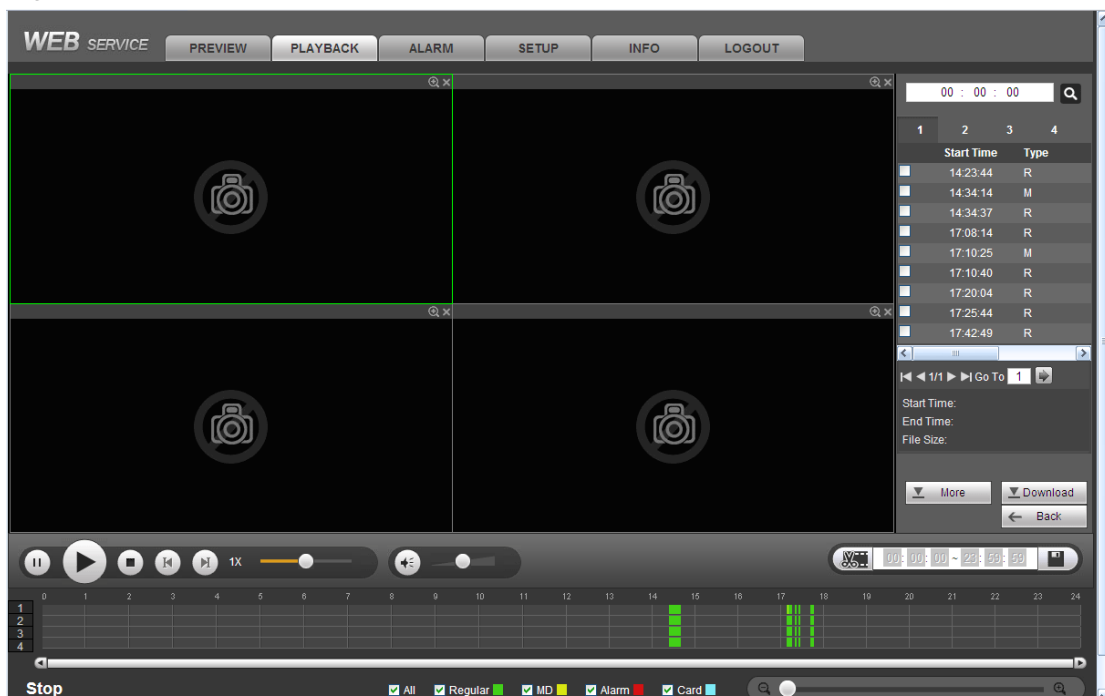 WEB SERVICE
PREVIEW PLAYBACK ALARM SETUP INFO LOGOUT
00 : 00 : 00
1 2 3 4
Start Time Type
14:23:44 R
14:34:14 M
14:34:37 R
17:08:14 R
17:10:25 M
17:10:40 R
17:20:04 R
17:25:44 R
17:42:49 R
1/1 Go To 1
Start Time:
End Time:
File Size:
More Download
Back
1X
00: 00: 00 ~ 23: 59: 59
0 1 2 3 4 5 6 7 8 9 10 11 12 13 14 15 16 17 18 19 20 21 22 23 24
1
2
3
4
Stop All Regular MD Alarm Card